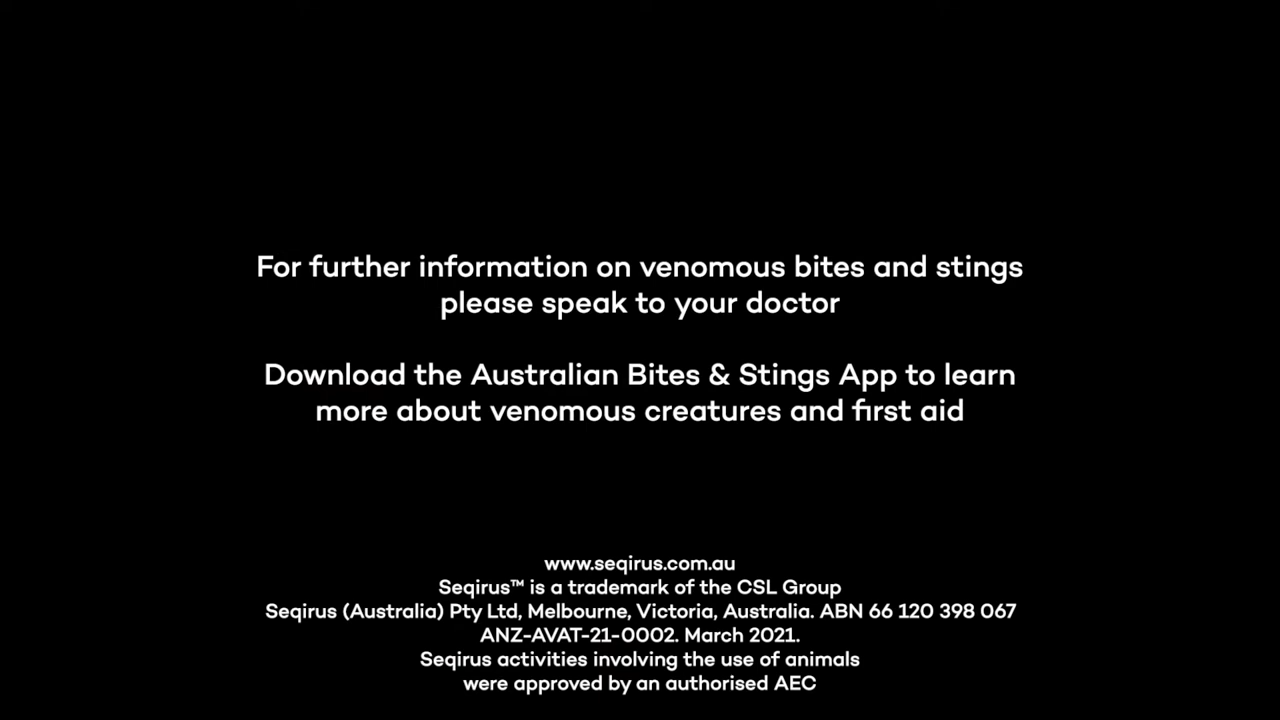 For further information on venomous bites and stings
please speak to your doctor
Download the Australian Bites & Stings App to learn
more about venomous creatures and first aid
www.seqirus.com.au
Seqirus™ is a trademark of the CSL Group
Seqirus (Australia) Pty Ltd, Melbourne, Victoria, Australia. ABN 66 120 398 067
ANZ-AVAT-21-0002. March 2021.
Seqirus activities involving the use of animals
were approved by an authorised AEC